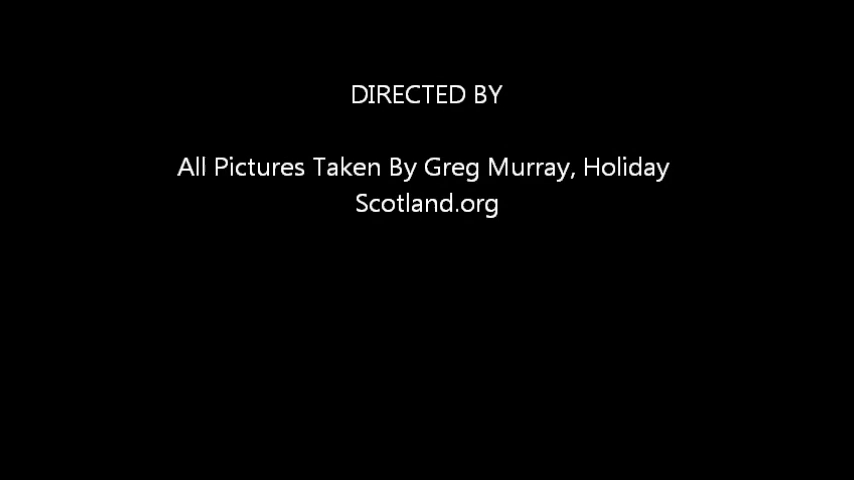 DIRECTED BY
All Pictures Taken By Greg Murray, Holiday
Scotland.org